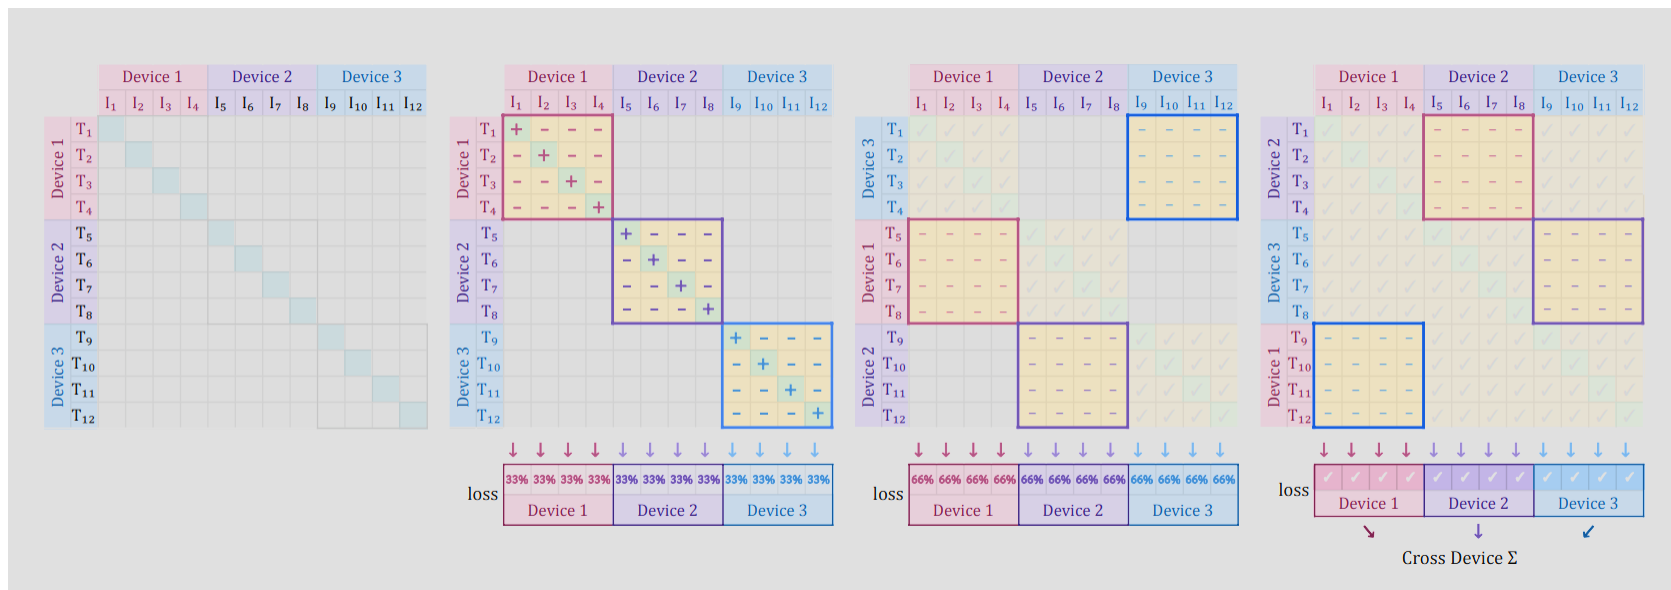 Device 1 Device 2 Device 3
I1 I2 I3 I4 I5 I6 I7 I8 I9 I10 I11 I12
Device 1
T1
T2
T3
T4
Device 2
T5
T6
T7
T8
Device 3
T9
T10
T11
T12
Device 1 Device 2 Device 3
I1 I2 I3 I4 I5 I6 I7 I8 I9 I10 I11 I12
Device 1
T1 + − − −
T2 − + − −
T3 − − + −
T4 − − − +
Device 2
T5 + − − −
T6 − + − −
T7 − − + −
T8 − − − +
Device 3
T9 + − − −
T10 − + − −
T11 − − + −
T12 − − − +
↓ ↓ ↓ ↓ ↓ ↓ ↓ ↓ ↓ ↓ ↓ ↓
loss
33% 33% 33% 33% 33% 33% 33% 33% 33% 33% 33% 33%
Device 1 Device 2 Device 3
Device 1 Device 2 Device 3
I1 I2 I3 I4 I5 I6 I7 I8 I9 I10 I11 I12
Device 3
T1 ✓ ✓ ✓ ✓ − − − −
T2 ✓ ✓ ✓ ✓ − − − −
T3 ✓ ✓ ✓ ✓ − − − −
T4 ✓ ✓ ✓ ✓ − − − −
Device 1
T5 − − − − ✓ ✓ ✓ ✓
T6 − − − − ✓ ✓ ✓ ✓
T7 − − − − ✓ ✓ ✓ ✓
T8 − − − − ✓ ✓ ✓ ✓
Device 2
T9 − − − − ✓ ✓ ✓ ✓
T10 − − − − ✓ ✓ ✓ ✓
T11 − − − − ✓ ✓ ✓ ✓
T12 − − − − ✓ ✓ ✓ ✓
↓ ↓ ↓ ↓ ↓ ↓ ↓ ↓ ↓ ↓ ↓ ↓
loss
66% 66% 66% 66% 66% 66% 66% 66% 66% 66% 66% 66%
Device 1 Device 2 Device 3
Device 1 Device 2 Device 3
I1 I2 I3 I4 I5 I6 I7 I8 I9 I10 I11 I12
Device 2
T1 ✓ ✓ ✓ ✓ − − − − ✓ ✓ ✓ ✓
T2 ✓ ✓ ✓ ✓ − − − − ✓ ✓ ✓ ✓
T3 ✓ ✓ ✓ ✓ − − − − ✓ ✓ ✓ ✓
T4 ✓ ✓ ✓ ✓ − − − − ✓ ✓ ✓ ✓
Device 3
T5 ✓ ✓ ✓ ✓ ✓ ✓ ✓ ✓ − − − −
T6 ✓ ✓ ✓ ✓ ✓ ✓ ✓ ✓ − − − −
T7 ✓ ✓ ✓ ✓ ✓ ✓ ✓ ✓ − − − −
T8 ✓ ✓ ✓ ✓ ✓ ✓ ✓ ✓ − − − −
Device 1
T9 − − − − ✓ ✓ ✓ ✓ ✓ ✓ ✓ ✓
T10 − − − − ✓ ✓ ✓ ✓ ✓ ✓ ✓ ✓
T11 − − − − ✓ ✓ ✓ ✓ ✓ ✓ ✓ ✓
T12 − − − − ✓ ✓ ✓ ✓ ✓ ✓ ✓ ✓
↓ ↓ ↓ ↓ ↓ ↓ ↓ ↓ ↓ ↓ ↓ ↓
loss
✓ ✓ ✓ ✓ ✓ ✓ ✓ ✓ ✓ ✓ ✓ ✓
Device 1 Device 2 Device 3
↘ ↓ ↙
Cross Device Σ